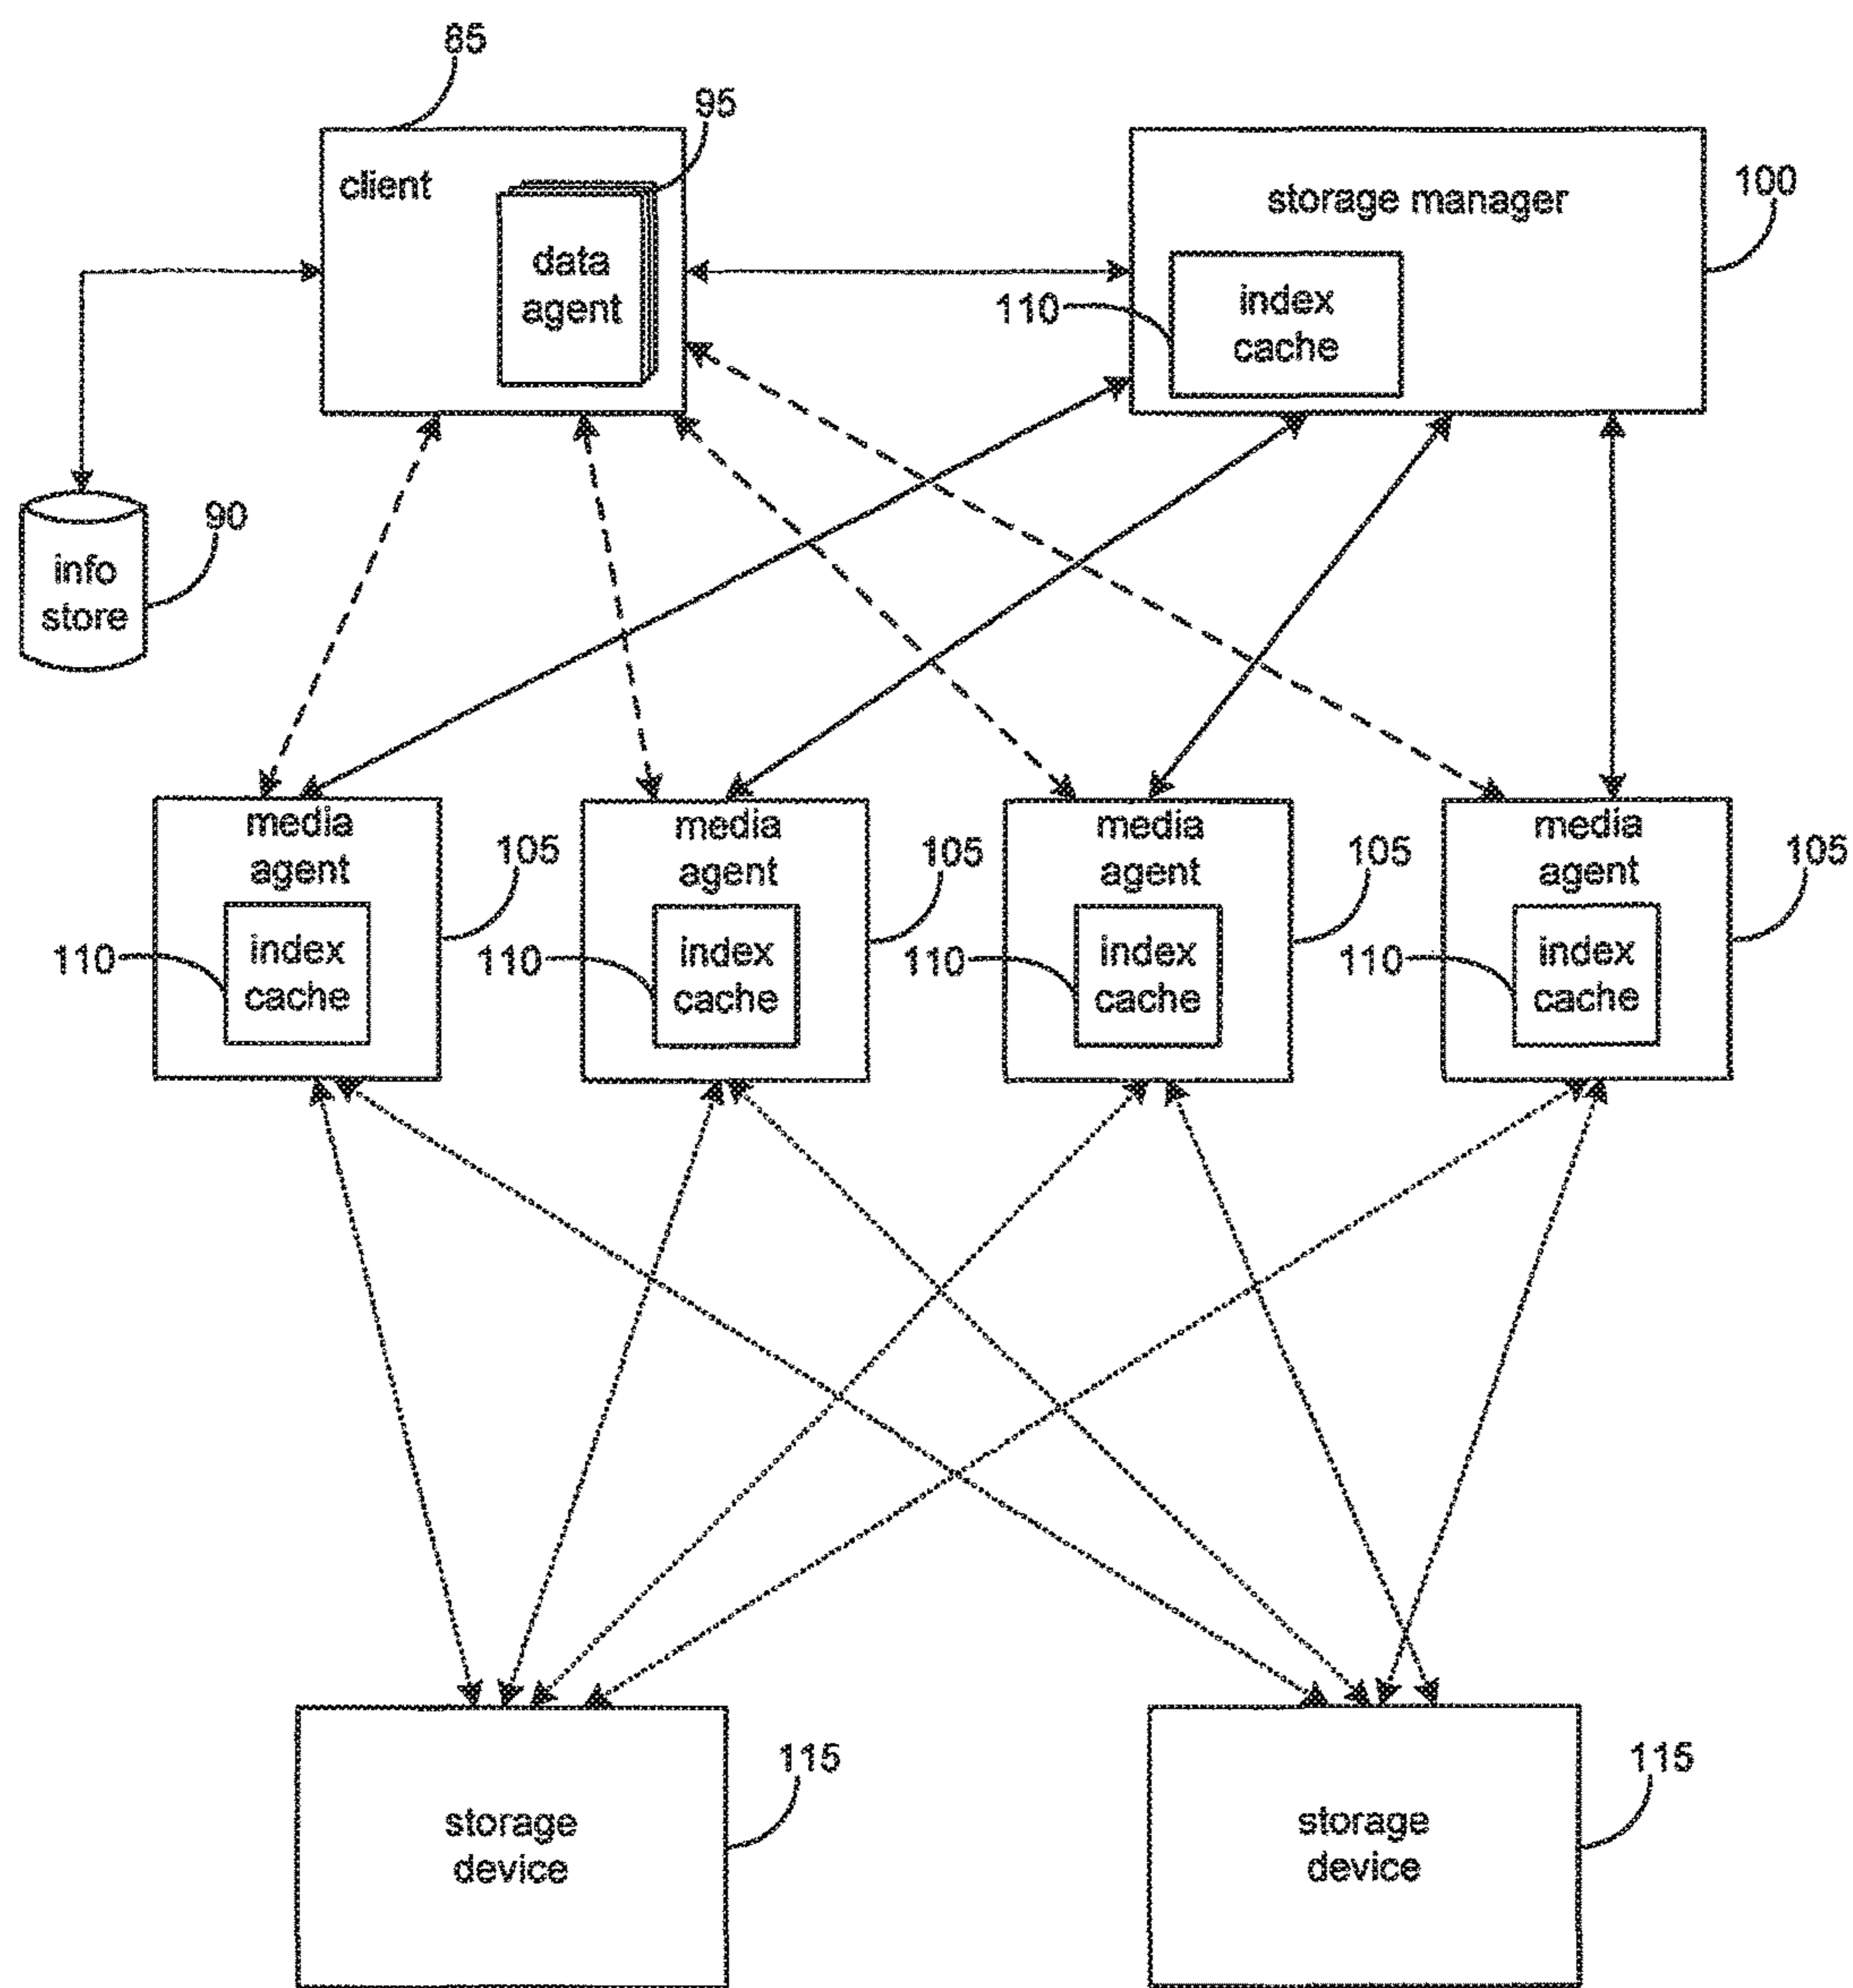 85
95
client
data
agent
storage manager
100
110
index
cache
90
info
store
media
agent
105
110
index
cache
media
agent
105
110
index
cache
media
agent
105
110
index
cache
media
agent
105
110
index
cache
storage
device
115
storage
device
115